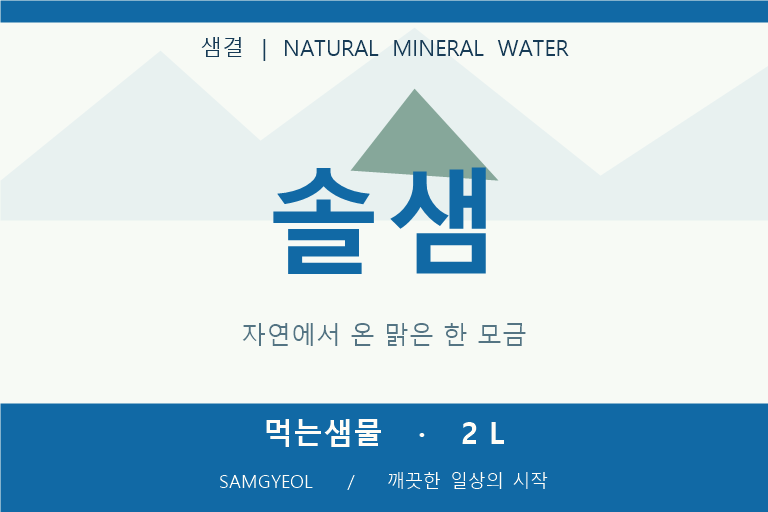 샘결 | NATURAL MINERAL WATER
솔샘
자연에서 온 맑은 한 모금
먹는샘물 · 2 L
SAMGYEOL / 깨끗한 일상의 시작